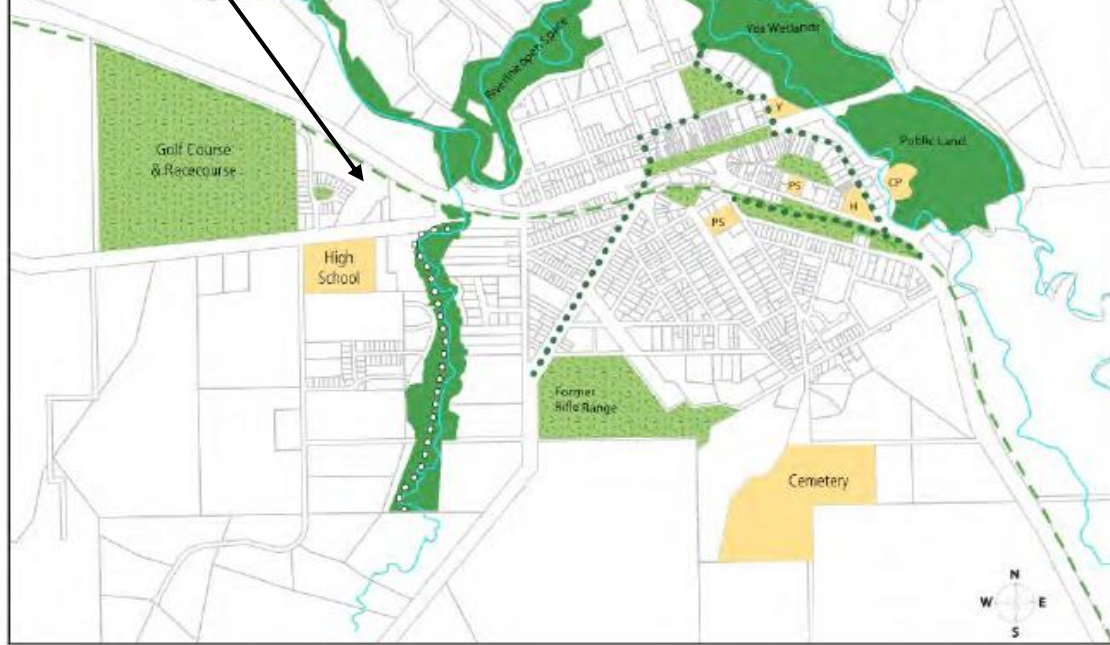 Yea Wetlands
Riverine open Space
Y
Golf Course
& Racecourse
Public Land
PS
CP
H
PS
High
School
Former
Rifle Range
Cemetery
N
W E
S